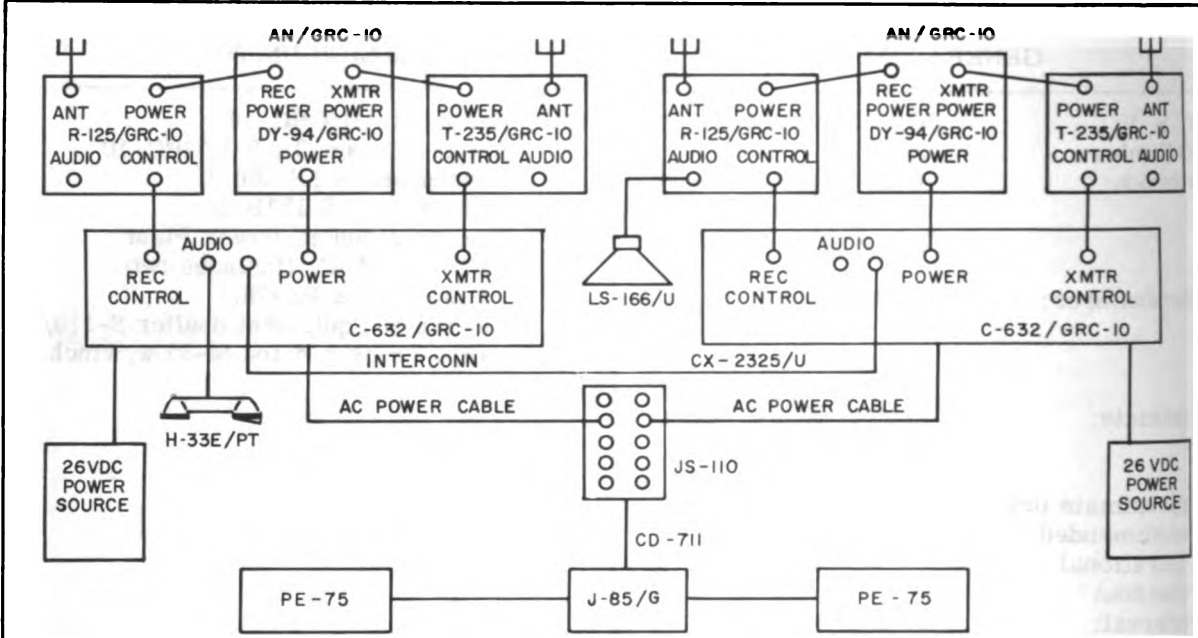 AN/GRC-10
AN/GRC-10
ANT POWER
R-125/GRC-10
AUDIO CONTROL
REC XMTR
POWER POWER
DY-94/GRC-10
POWER
POWER ANT
T-235/GRC-10
CONTROL AUDIO
ANT POWER
R-125/GRC-10
AUDIO CONTROL
REC XMTR
POWER POWER
DY-94/GRC-10
POWER
POWER ANT
T-235/GRC-10
CONTROL AUDIO
AUDIO
REC
CONTROL
POWER
XMTR
CONTROL
C-632/GRC-10
LS-166/U
AUDIO
REC
CONTROL
POWER
XMTR
CONTROL
C-632/GRC-10
INTERCONN
CX-2325/U
H-33E/PT
AC POWER CABLE
AC POWER CABLE
26VDC
POWER
SOURCE
JS-110
26 VDC
POWER
SOURCE
CD-711
PE-75
J-85/G
PE-75